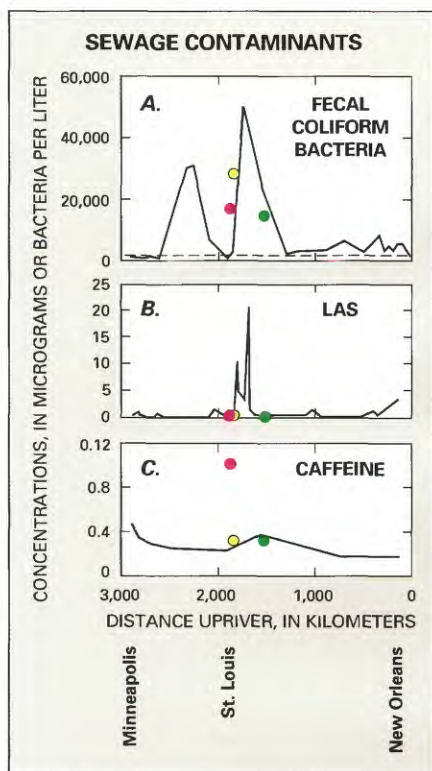 SEWAGE CONTAMINANTS
CONCENTRATIONS, IN MICROGRAMS OR BACTERIA PER LITER
60,000
40,000
20,000
0
A.
FECAL
COLIFORM
BACTERIA
25
20
15
10
5
0
B.
LAS
0.12
0.8
0.4
0
C.
CAFFEINE
3,000
2,000
1,000
0
DISTANCE UPRIVER, IN KILOMETERS
Minneapolis
St. Louis
New Orleans